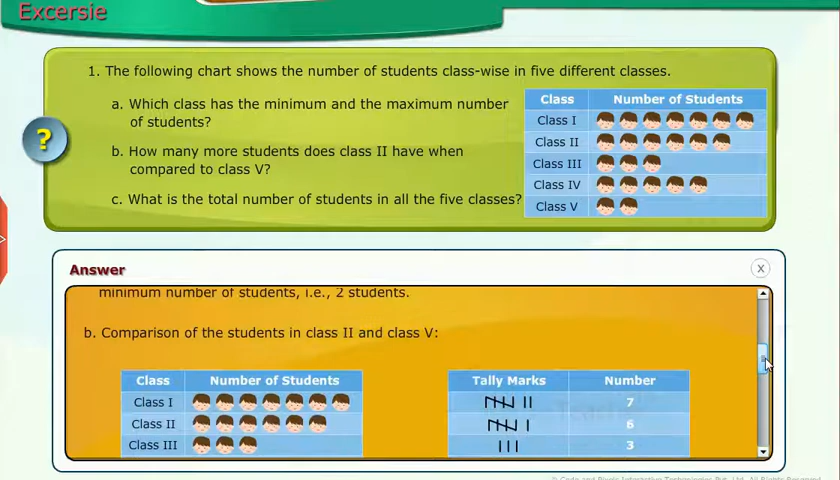 Excersie
1. The following chart shows the number of students class-wise in five different classes.
a. Which class has the minimum and the maximum number
of students?
b. How many more students does class II have when
compared to class V?
c. What is the total number of students in all the five classes?
Class Number of Students
Class I
Class II
Class III
Class IV
Class V
?
Answer
X
minimum number of students, i.e., 2 students.
b. Comparison of the students in class II and class V:
Class Number of Students
Class I
Class II
Class III
Tally Marks Number
7
6
3